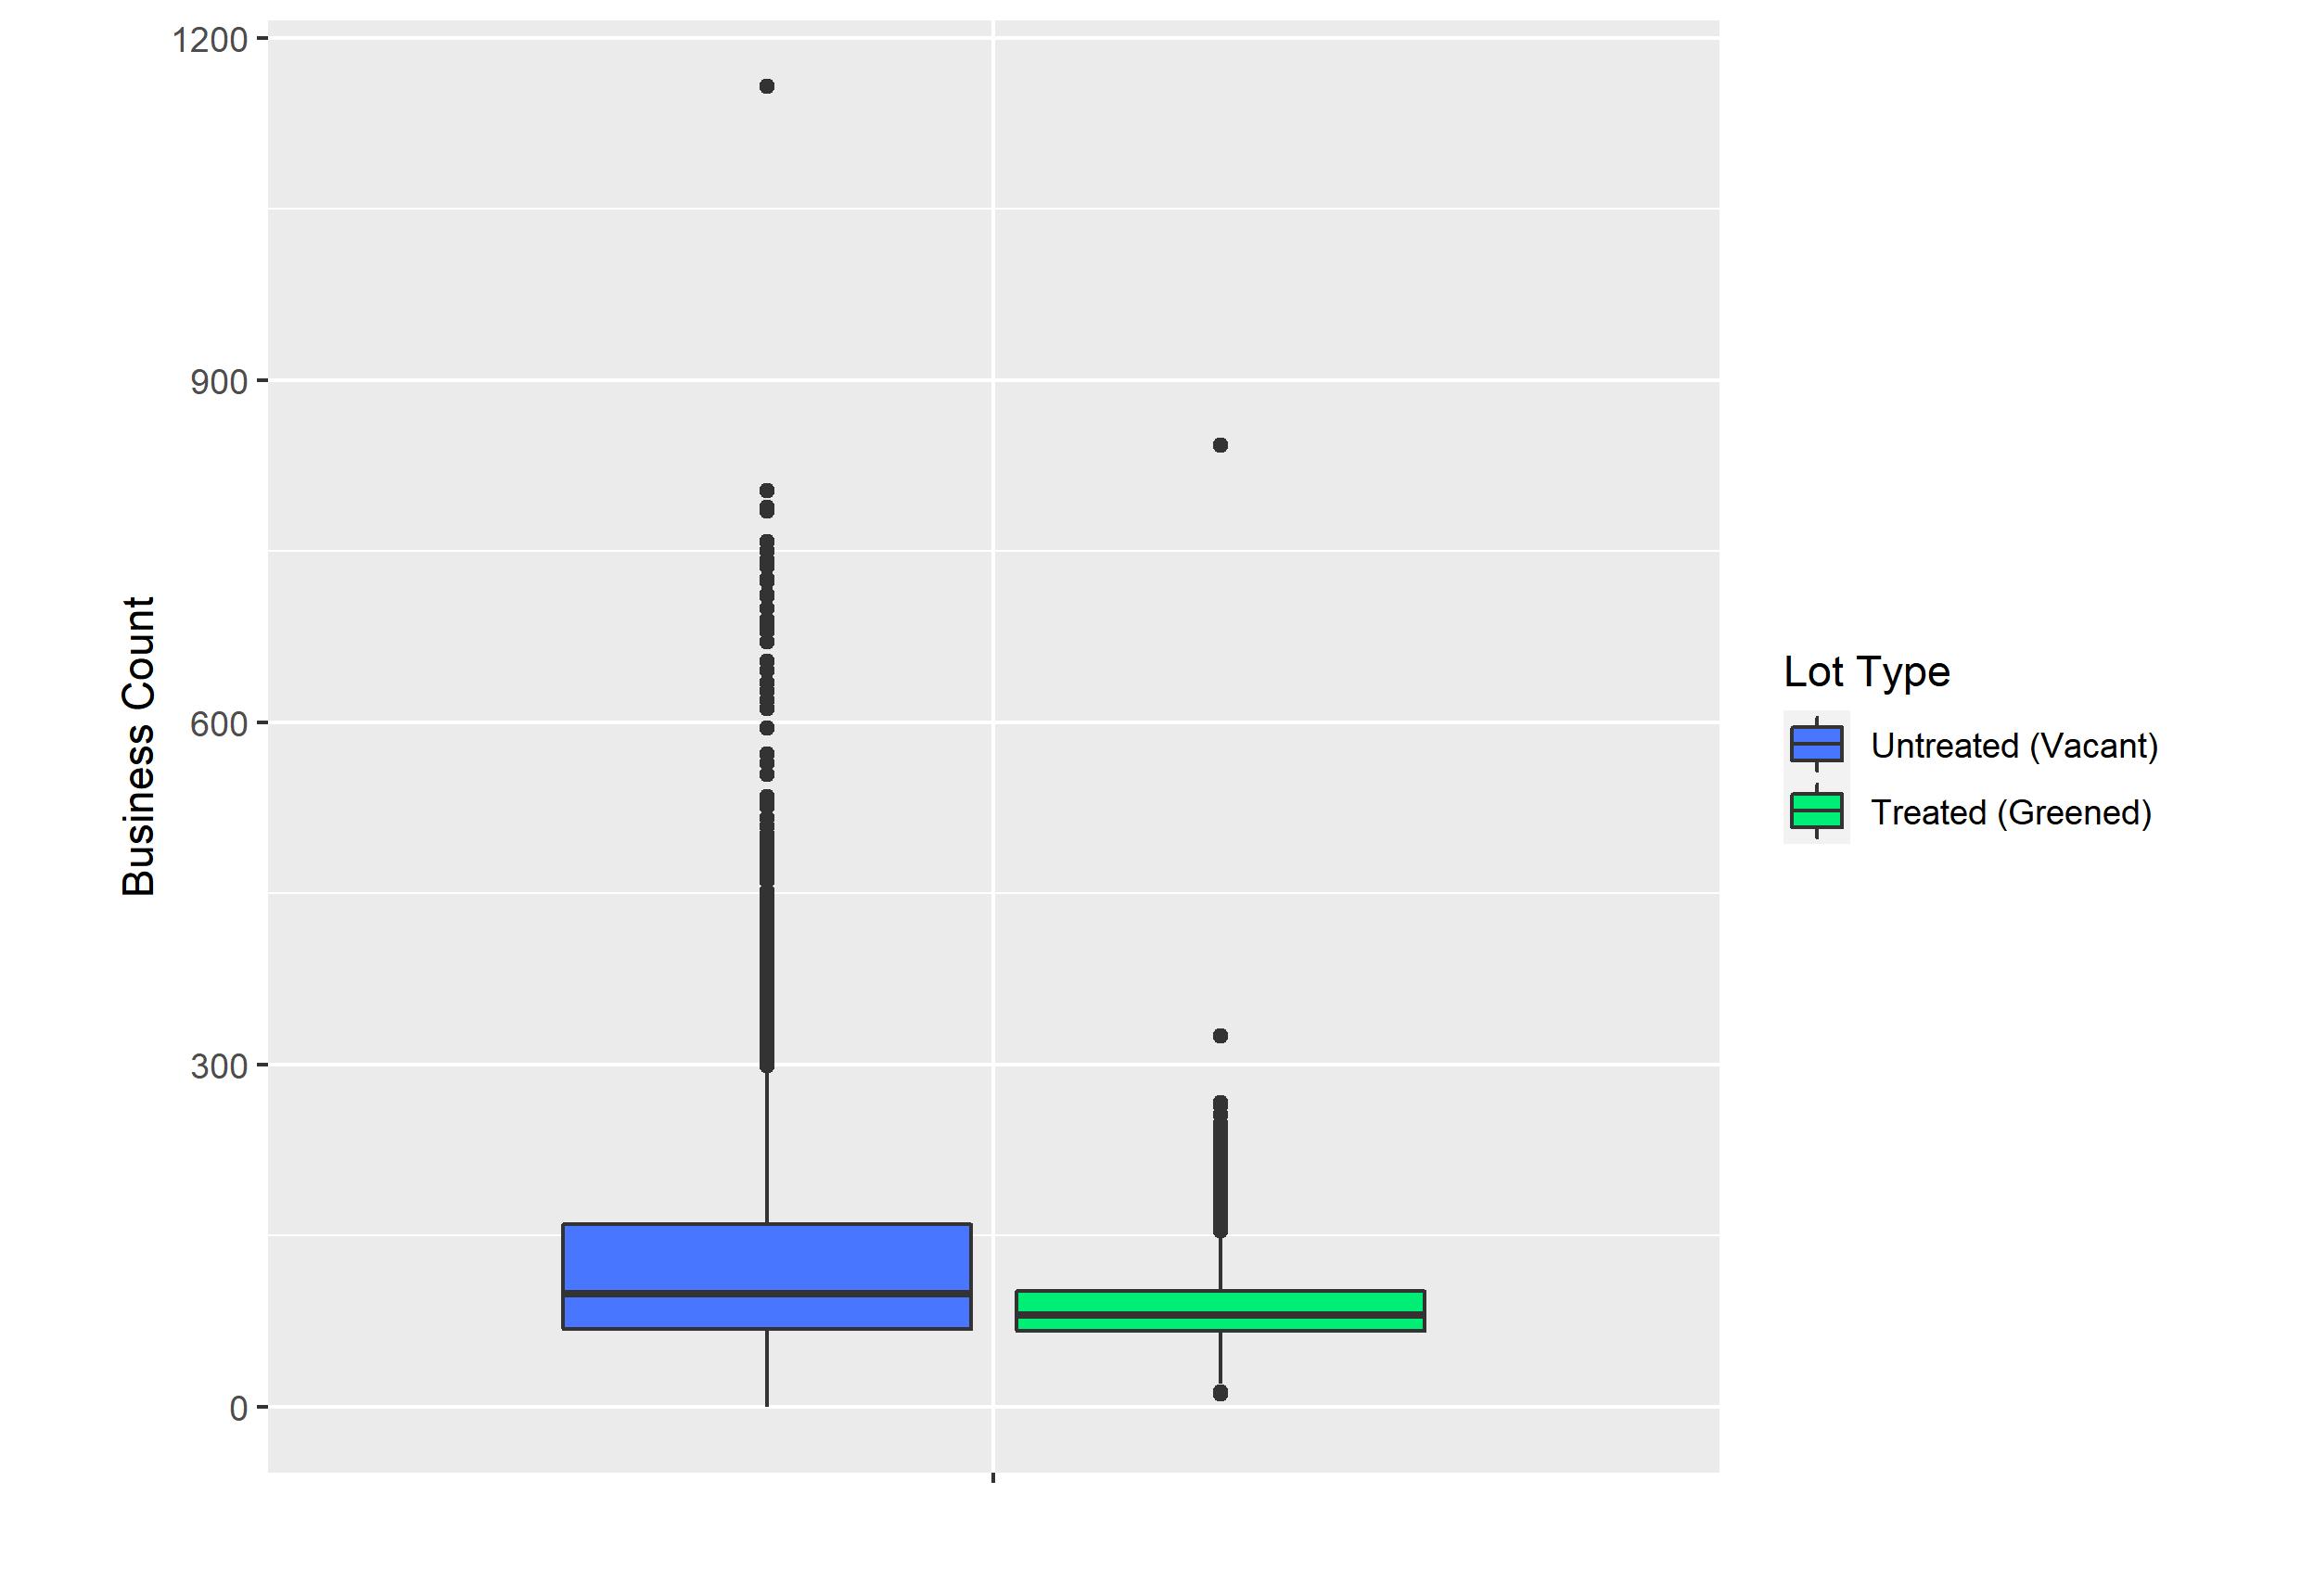 1200
900
600
300
0
Business Count
Lot Type
Untreated (Vacant)
Treated (Greened)